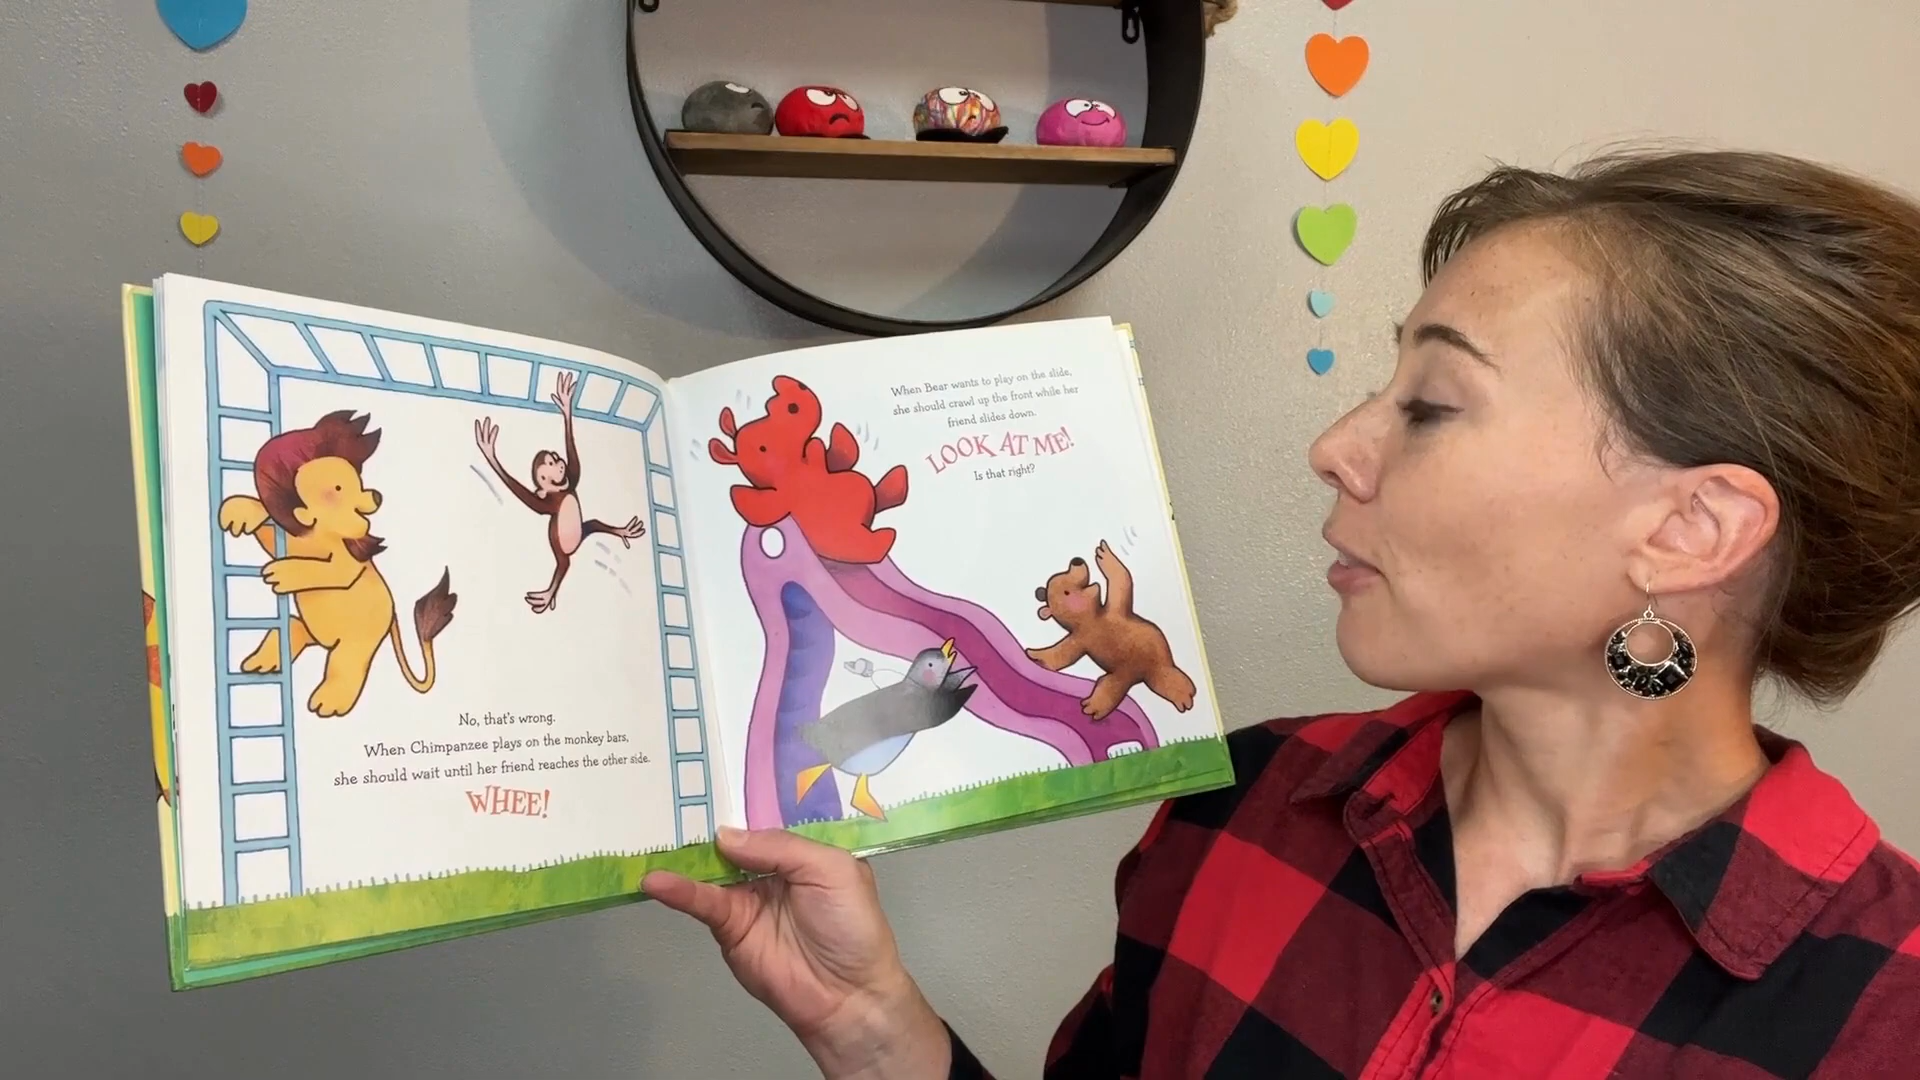 No, that's wrong.
When Chimpanzee plays on the monkey bars,
she should wait until her friend reaches the other side.
WHEE!
When Bear wants to play on the slide,
she should crawl up the front while her
friend slides down.
LOOK AT ME!
Is that right?